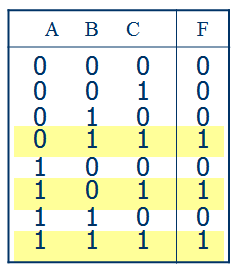 A B C F
0 0 0 0
0 0 1 0
0 1 0 0
0 1 1 1
1 0 0 0
1 0 1 1
1 1 0 0
1 1 1 1